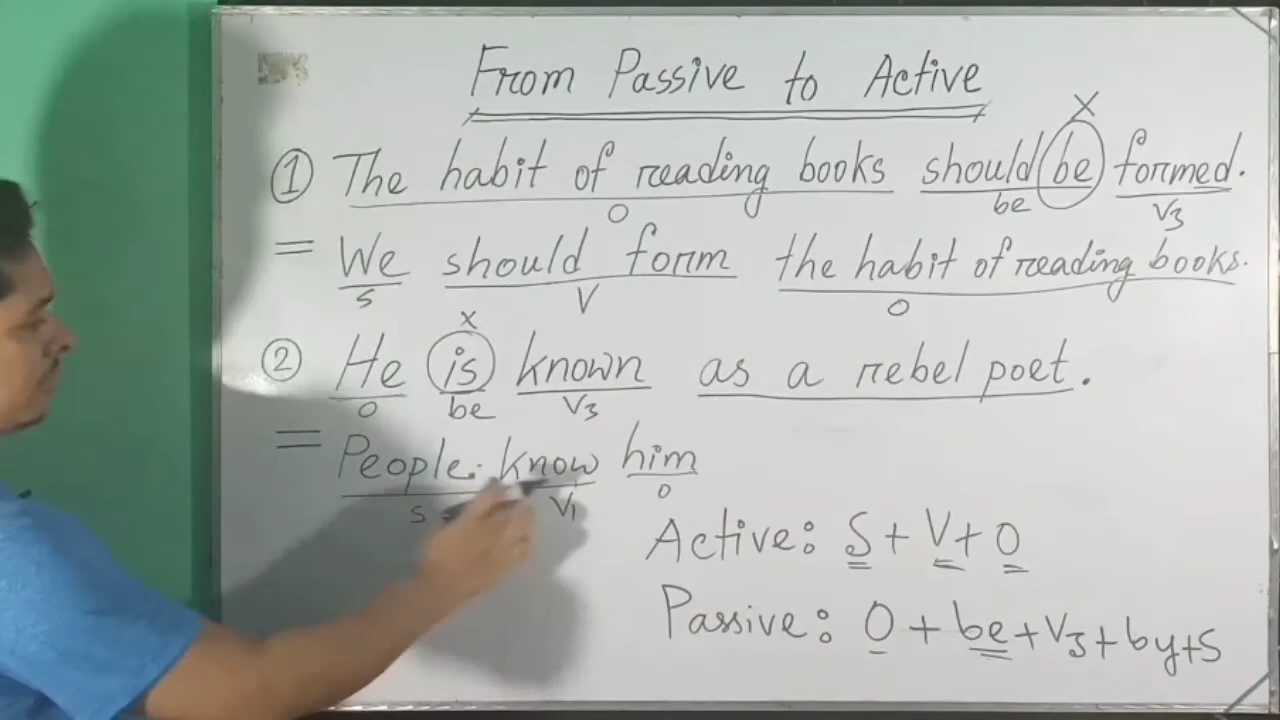 From Passive to Active
X
① The habit of reading books should be formed.
O be V3
= We should form the habit of reading books.
S V O
X
② He is known as a rebel poet.
O be V3
= People know him
S V1 O
Active: S + V + O
Passive: O + be + V3 + by + S